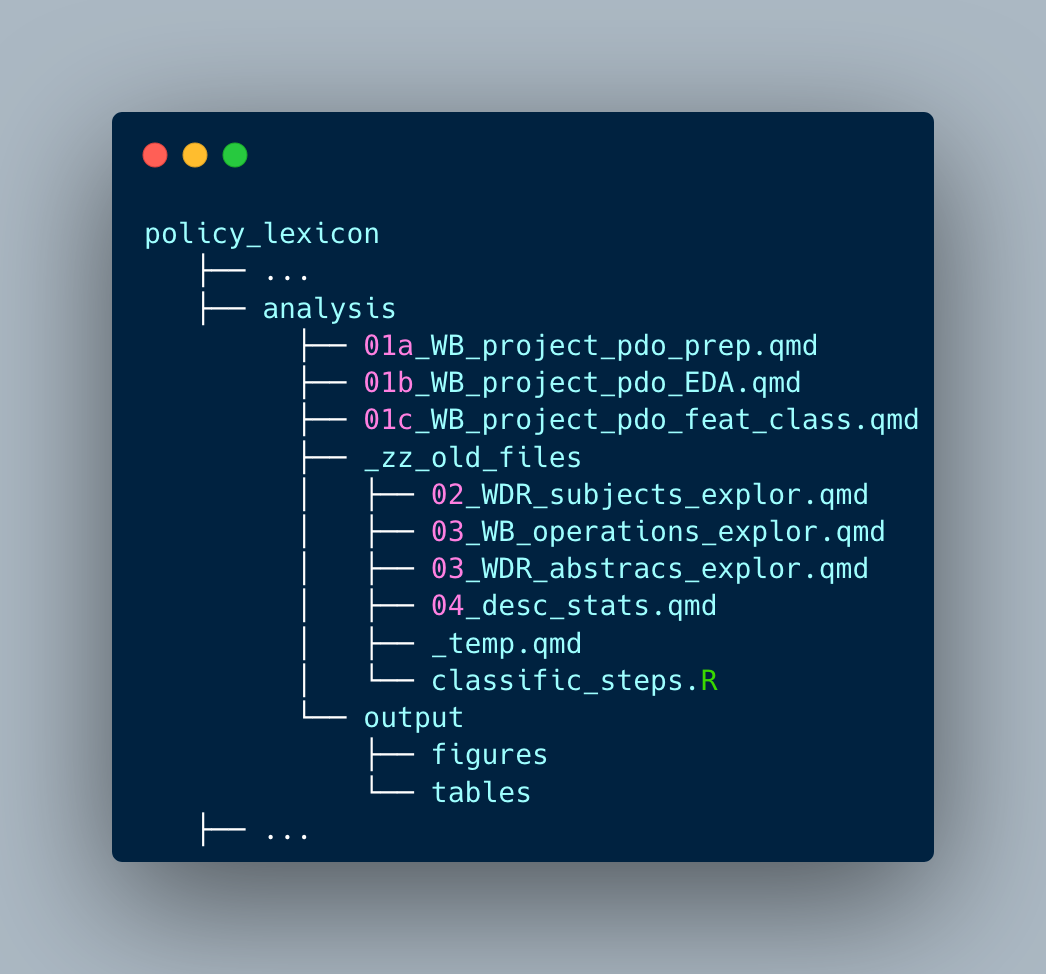 policy_lexicon
├── ...
├── analysis
├── 01a_WB_project_pdo_prep.qmd
├── 01b_WB_project_pdo_EDA.qmd
├── 01c_WB_project_pdo_feat_class.qmd
├── _zz_old_files
│   ├── 02_WDR_subjects_explor.qmd
│   ├── 03_WB_operations_explor.qmd
│   ├── 03_WDR_abstracs_explor.qmd
│   ├── 04_desc_stats.qmd
│   ├── _temp.qmd
│   └── classific_steps.R
└── output
├── figures
└── tables
├── ...